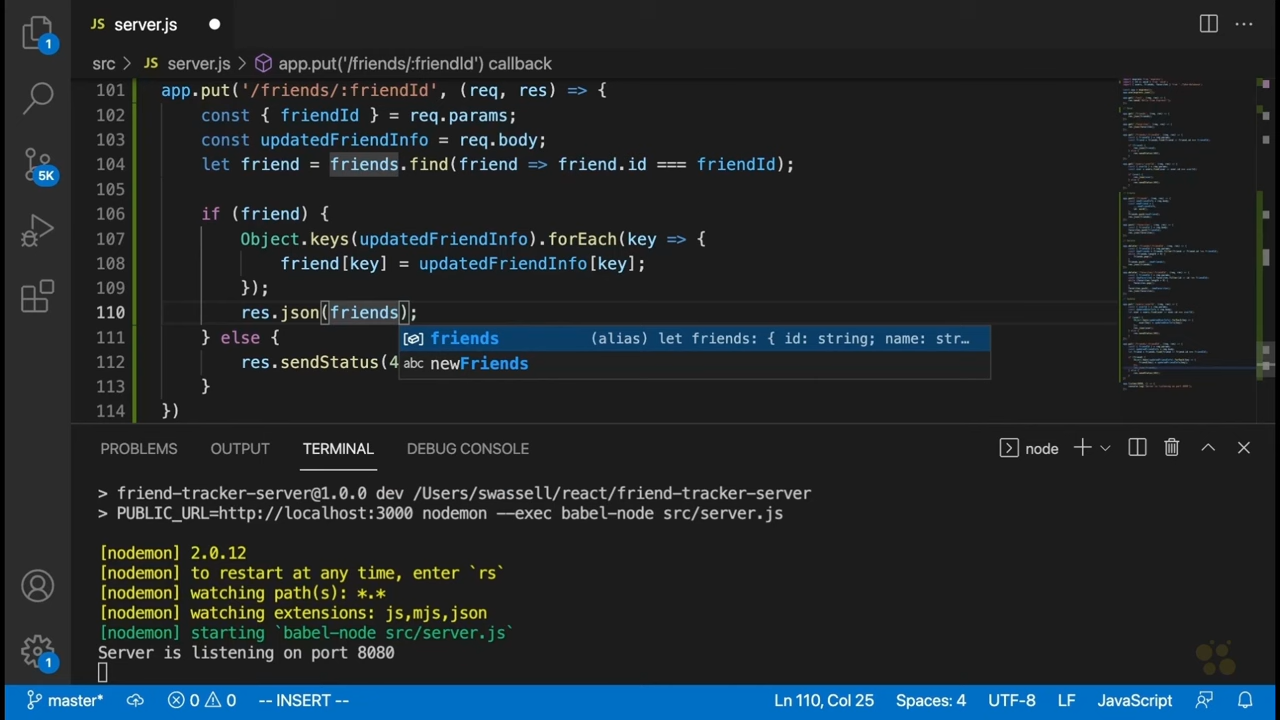 JS server.js
1
src > JS server.js > app.put('/friends/:friendId') callback
101 app.put('/friends/:friendId', (req, res) => {
102 const { friendId } = req.params;
103 const updatedFriendInfo = req.body;
104 let friend = friends.find(friend => friend.id === friendId);
105
5K
106 if (friend) {
107 Object.keys(updatedFriendInfo).forEach(key => {
108 friend[key] = updatedFriendInfo[key];
109 });
110 res.json(friends);
111 } else {
friends (alias) let friends: { id: string; name: str…
112 res.sendStatus(4
abc newFriends
113 }
114 })
PROBLEMS OUTPUT TERMINAL DEBUG CONSOLE node
> friend-tracker-server@1.0.0 dev /Users/swassell/react/friend-tracker-server
> PUBLIC_URL=http://localhost:3000 nodemon --exec babel-node src/server.js
[nodemon] 2.0.12
[nodemon] to restart at any time, enter `rs`
[nodemon] watching path(s): *.*
[nodemon] watching extensions: js,mjs,json
[nodemon] starting `babel-node src/server.js`
Server is listening on port 8080
1
master* 0 0 -- INSERT -- Ln 110, Col 25 Spaces: 4 UTF-8 LF JavaScript